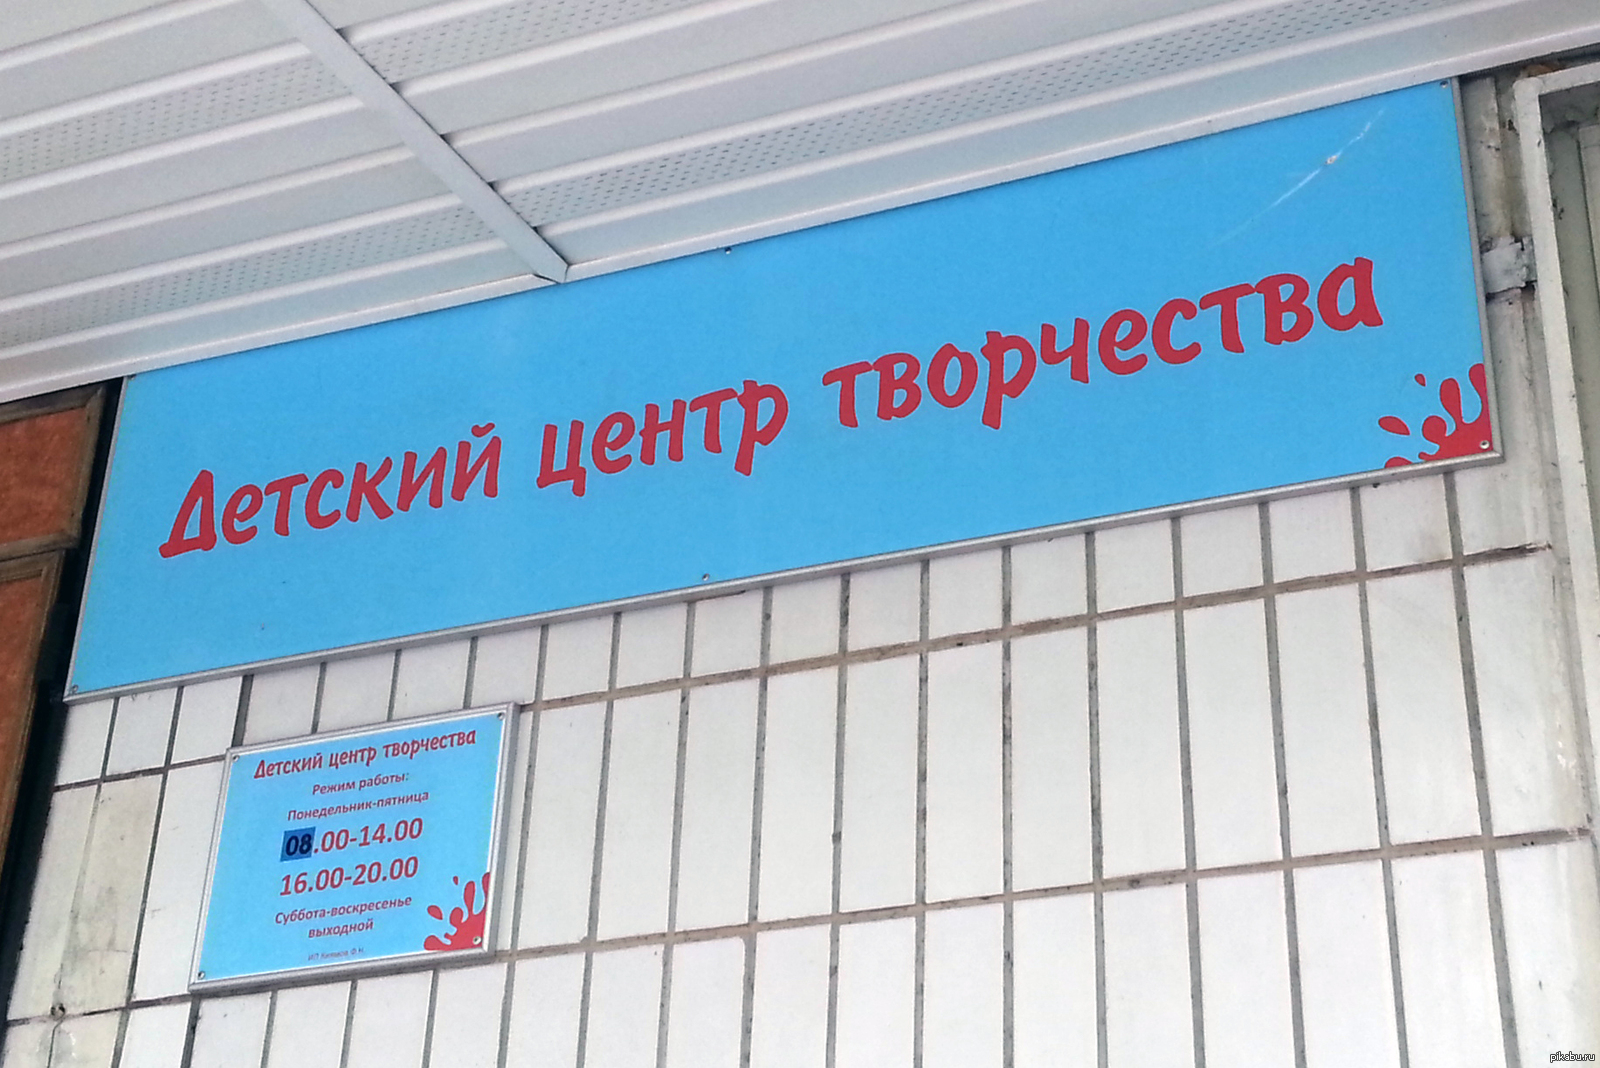 Детский центр творчества
Детский центр творчества
Режим работы:
Понедельник-пятница
08.00-14.00
16.00-20.00
Суббота-воскресенье
выходной
ИП
pikabu.ru